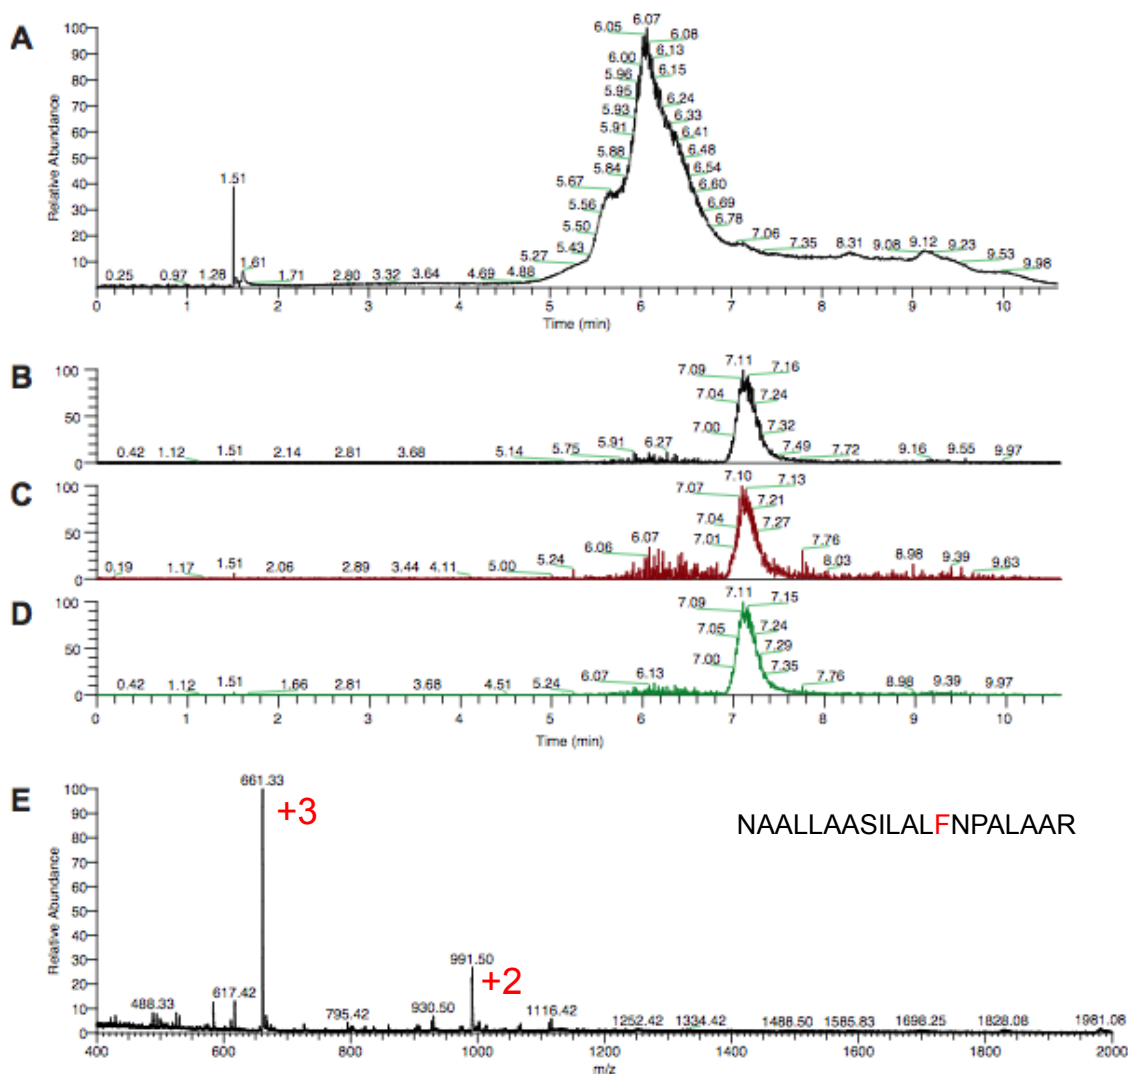 A
Relative Abundance
100
90
80
70
60
50
40
30
20
10
6.05 6.07 6.08
6.00 6.13
5.96 6.15
5.95 6.24
5.93 6.33
5.91 6.41
5.88 6.48
5.84 6.54
5.67 6.60
5.56 6.69
5.50 6.78
5.43 7.06
5.27 7.35 8.31 9.08 9.12 9.23
1.51
0.25 0.97 1.28 1.61 1.71 2.80 3.32 3.64 4.69 4.88 9.53 9.98
0 1 2 3 4 5 6 7 8 9 10
Time (min)
B
100
50
0
7.09 7.11 7.16
7.04 7.24
7.00 7.32
0.42 1.12 1.51 2.14 2.81 3.68 5.14 5.75 5.91 6.27 7.49 7.72 9.16 9.55 9.97
C
100
50
0
7.07 7.10 7.13
7.04 7.21
7.01 7.27
0.19 1.17 1.51 2.06 2.89 3.44 4.11 5.00 5.24 6.06 6.07 7.76 8.03 8.98 9.39 9.63
D
100
50
0
7.09 7.11 7.15
7.05 7.24
7.00 7.29
7.35
0.42 1.12 1.51 1.66 2.81 3.68 4.51 5.24 6.07 6.13 7.76 8.98 9.39 9.97
0 1 2 3 4 5 6 7 8 9 10
Time (min)
E
Relative Abundance
100
90
80
70
60
50
40
30
20
10
0
661.33
+3
NAALLAASILALFNPALAAR
991.50
+2
488.33 617.42 795.42 930.50 1116.42 1252.42 1334.42 1488.50 1585.83 1698.25 1828.08 1981.08
400 600 800 1000 1200 1400 1600 1800 2000
m/z